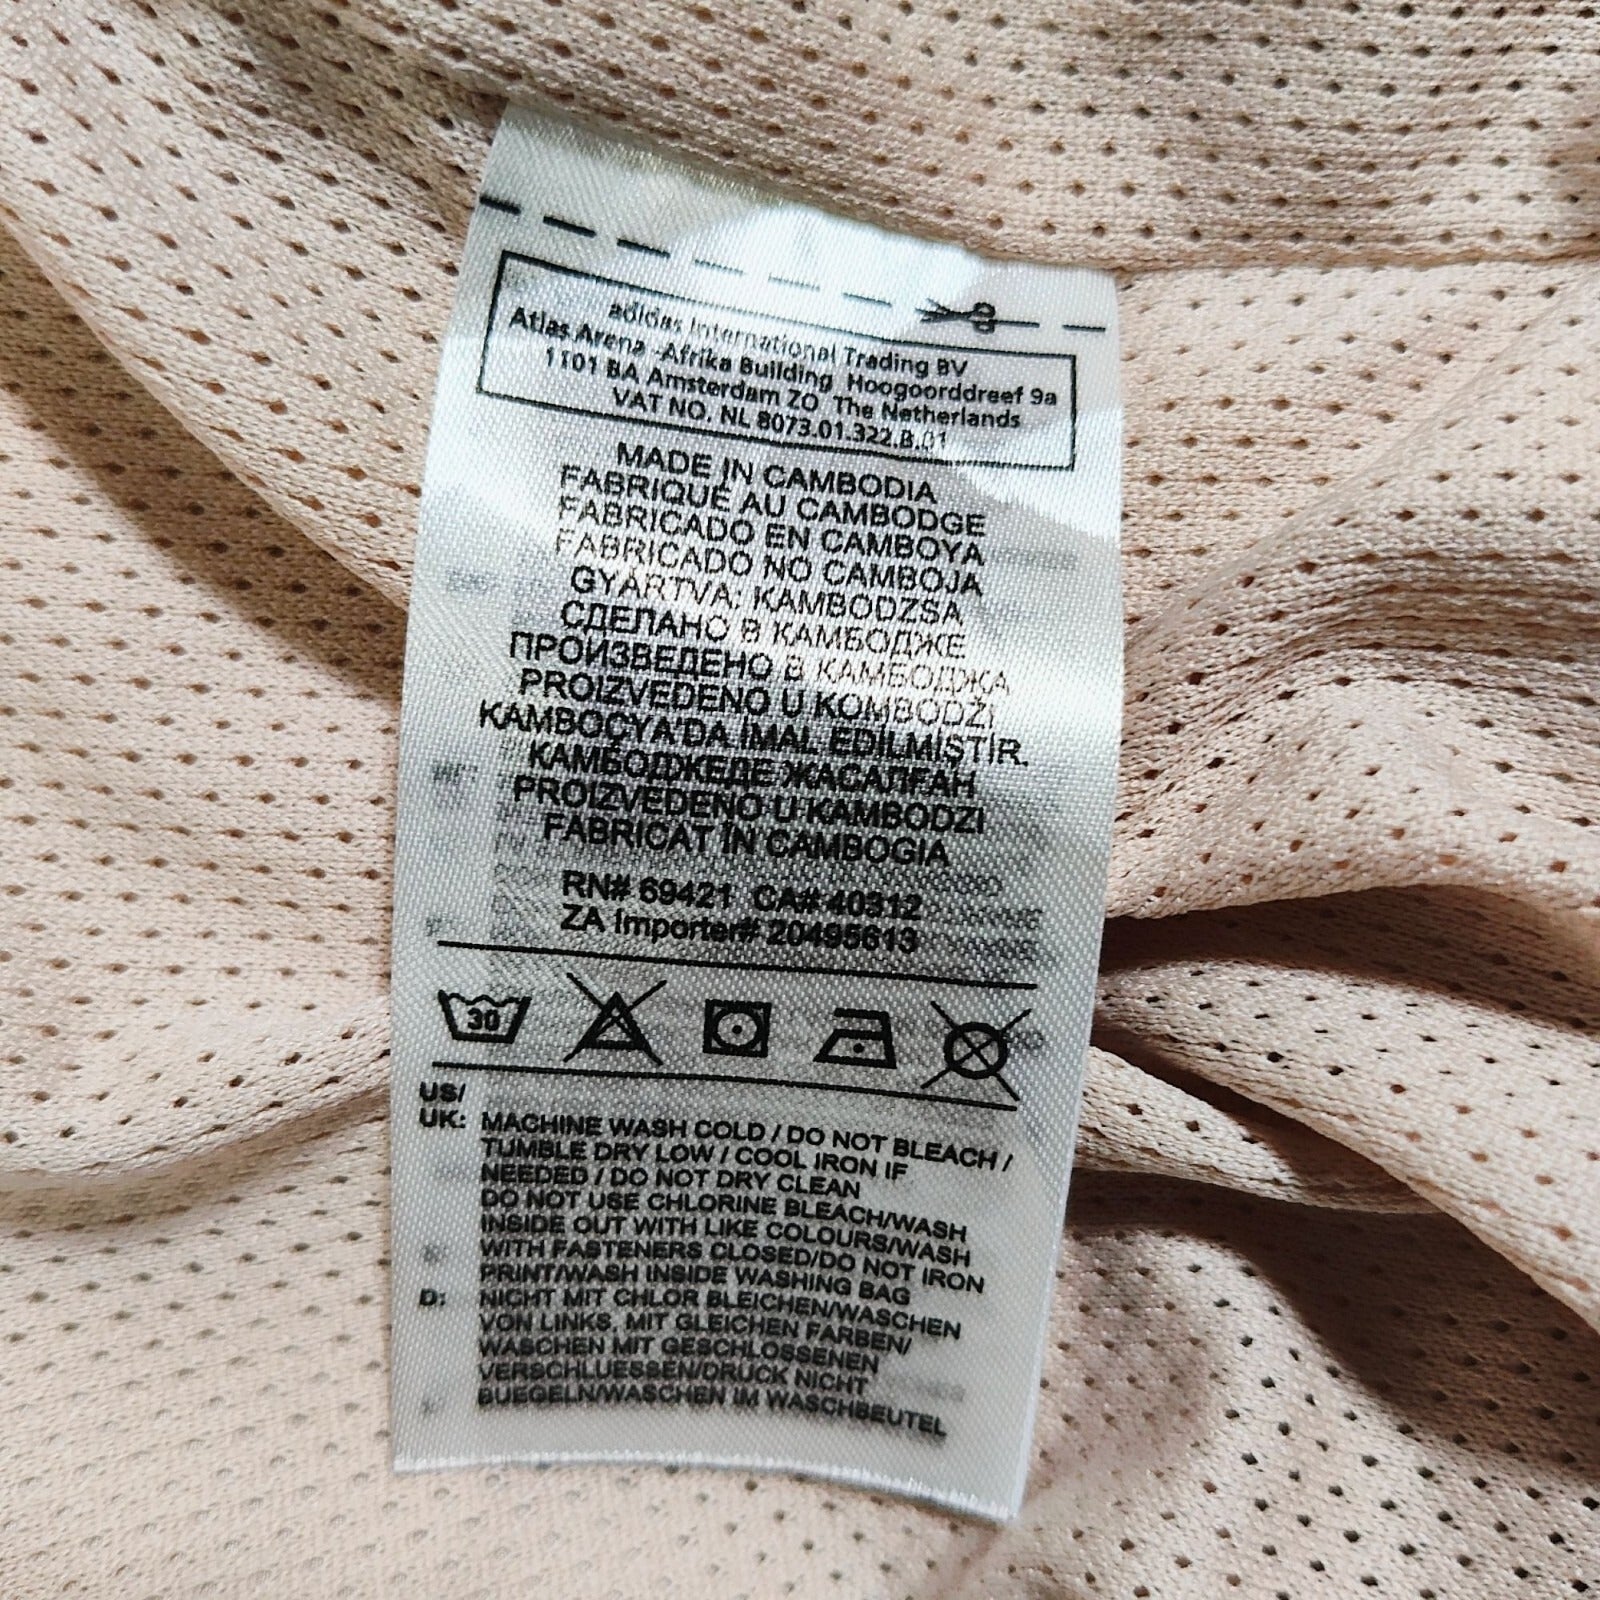 adidas International Trading BV
Atlas Arena -Afrika Building Hoogoorddreef 9a
1101 BA Amsterdam ZO The Netherlands
VAT NO. NL 8073.01.322.B.01
MADE IN CAMBODIA
FABRIQUÉ AU CAMBODGE
FABRICADO EN CAMBOYA
FABRICADO NO CAMBOJA
GYÁRTVA: KAMBODZSA
СДЕЛАНО В КАМБОДЖЕ
ПРОИЗВЕДЕНО В КАМБОДЖА
PROIZVEDENO U KOMBODŽI
KAMBOÇYA'DA İMAL EDİLMİŞTİR.
КАМБОДЖЕДЕ ЖАСАЛҒАН
PROIZVEDENO U KAMBODZI
FABRICAT ÎN CAMBOGIA
RN# 69421 CA# 40312
ZA Importer# 20495613
30
US/
UK: MACHINE WASH COLD / DO NOT BLEACH /
TUMBLE DRY LOW / COOL IRON IF
NEEDED / DO NOT DRY CLEAN
DO NOT USE CHLORINE BLEACH/WASH
INSIDE OUT WITH LIKE COLOURS/WASH
WITH FASTENERS CLOSED/DO NOT IRON
PRINT/WASH INSIDE WASHING BAG
D: NICHT MIT CHLOR BLEICHEN/WASCHEN
VON LINKS, MIT GLEICHEN FARBEN/
WASCHEN MIT GESCHLOSSENEN
VERSCHLUESSEN/DRUCK NICHT
BUEGELN/WASCHEN IM WASCHBEUTEL